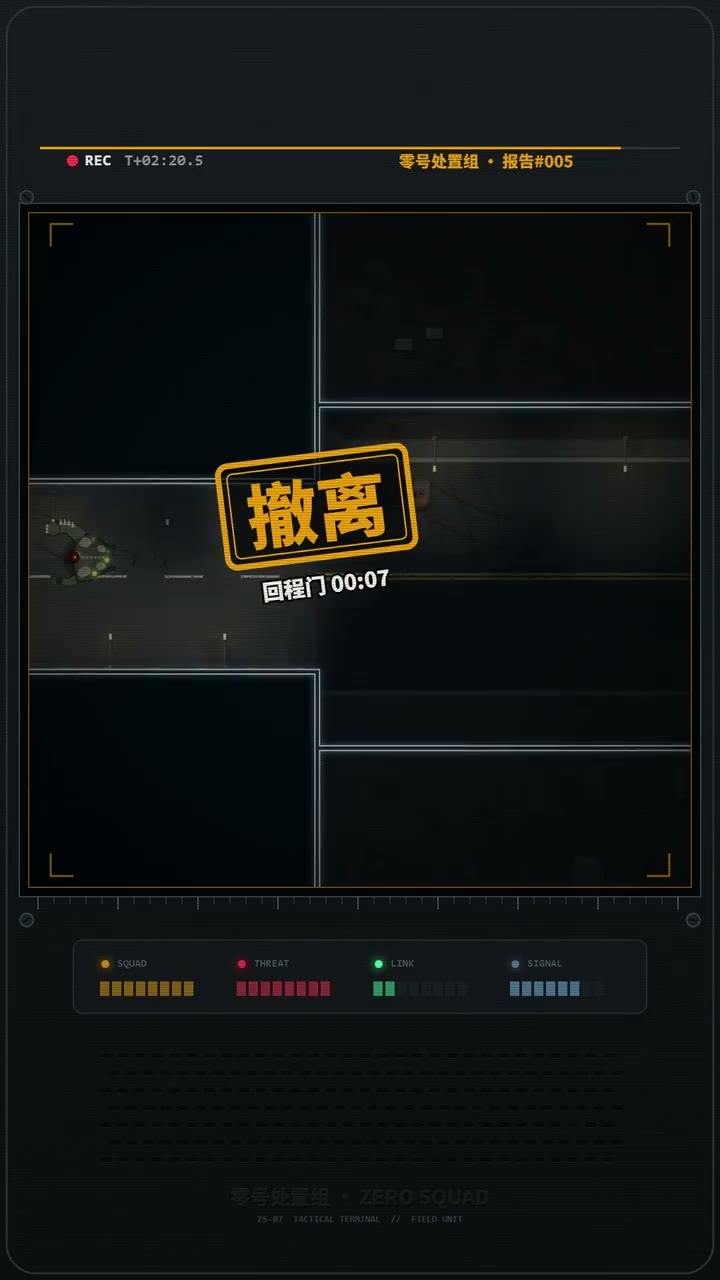 REC T+02:20.5
零号处置组 • 报告#005
撤离
回程门 00:07
SQUAD
THREAT
LINK
SIGNAL
零号处置组 • ZERO SQUAD
ZS-07 TACTICAL TERMINAL // FIELD UNIT